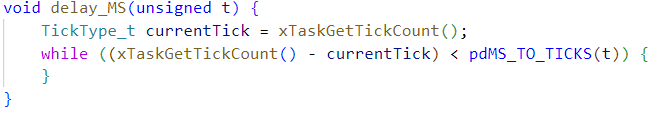 void delay_MS(unsigned t) {
    TickType_t currentTick = xTaskGetTickCount();
    while ((xTaskGetTickCount() - currentTick) < pdMS_TO_TICKS(t)) {
    }
}